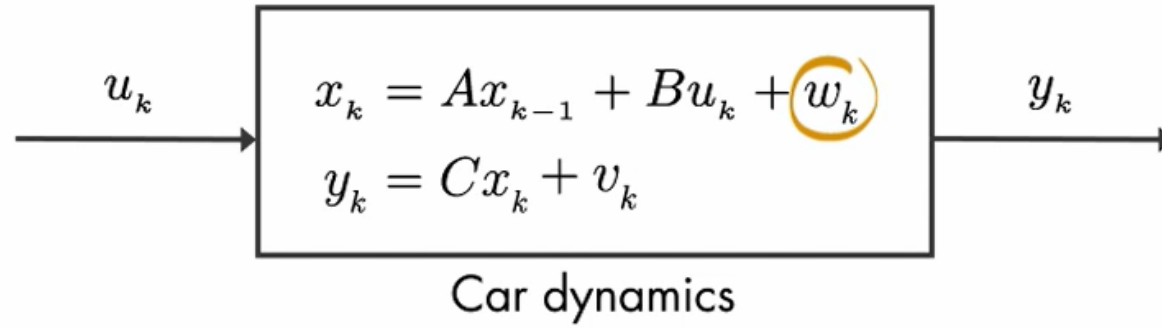 u_k
x_k = Ax_{k-1} + Bu_k + w_k
y_k
y_k = Cx_k + v_k
Car dynamics